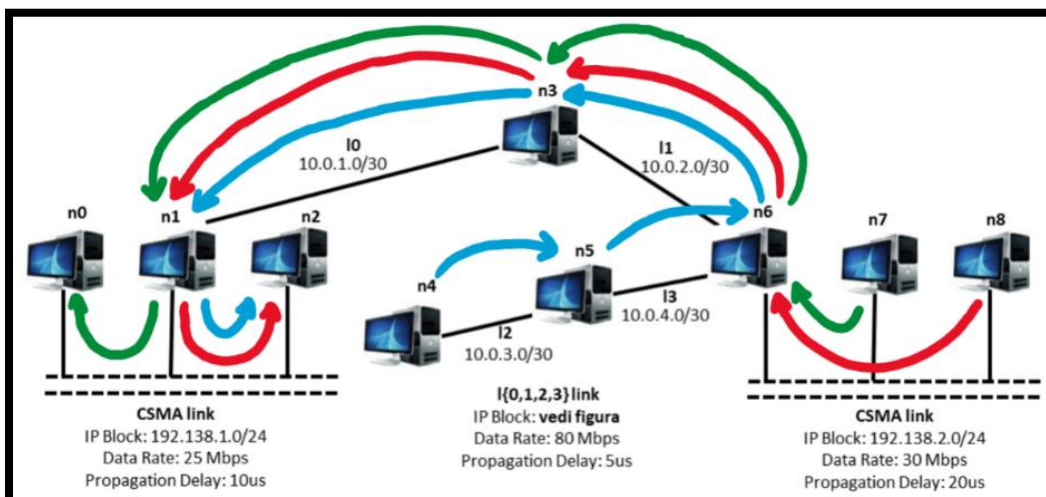 n3
l0
10.0.1.0/30
l1
10.0.2.0/30
n0
n1
n2
n4
n5
n6
n7
n8
l2
10.0.3.0/30
l3
10.0.4.0/30
CSMA link
IP Block: 192.138.1.0/24
Data Rate: 25 Mbps
Propagation Delay: 10us
l{0,1,2,3} link
IP Block: vedi figura
Data Rate: 80 Mbps
Propagation Delay: 5us
CSMA link
IP Block: 192.138.2.0/24
Data Rate: 30 Mbps
Propagation Delay: 20us